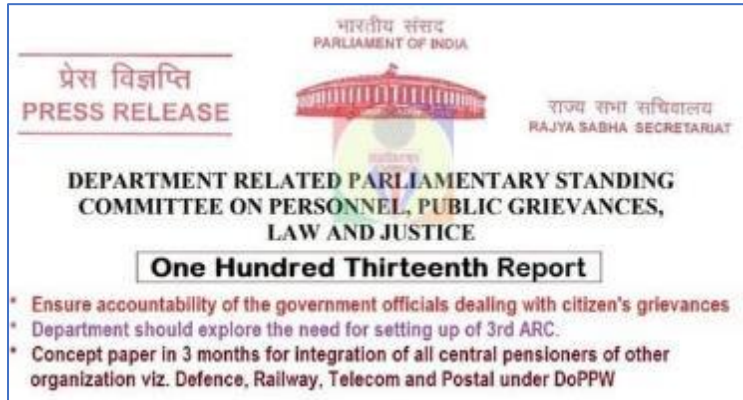 भारतीय संसद
PARLIAMENT OF INDIA
प्रेस विज्ञप्ति
PRESS RELEASE
राज्य सभा सचिवालय
RAJYA SABHA SECRETARIAT
DEPARTMENT RELATED PARLIAMENTARY STANDING
COMMITTEE ON PERSONNEL, PUBLIC GRIEVANCES,
LAW AND JUSTICE
One Hundred Thirteenth Report
* Ensure accountability of the government officials dealing with citizen's grievances
* Department should explore the need for setting up of 3rd ARC.
* Concept paper in 3 months for integration of all central pensioners of other
organization viz. Defence, Railway, Telecom and Postal under DoPPW